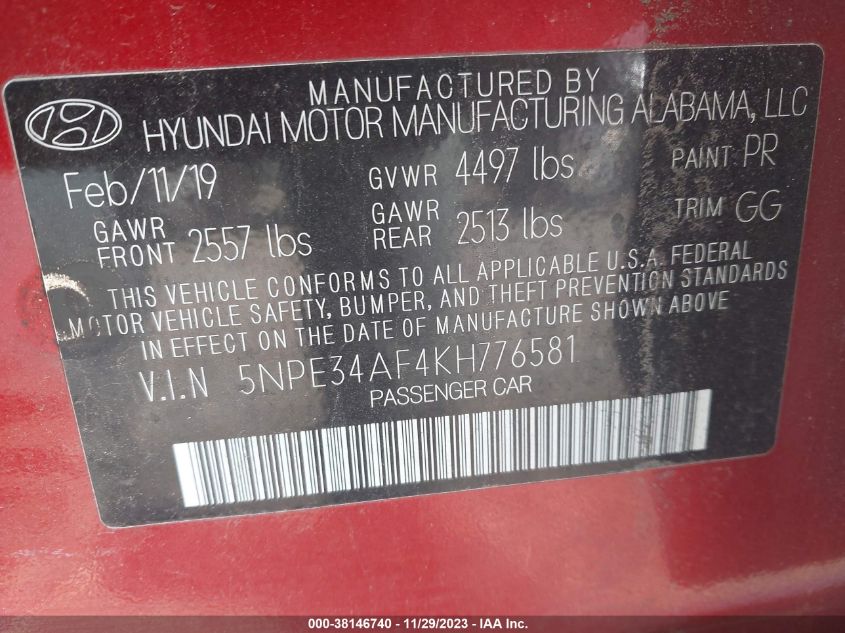 MANUFACTURED BY
HYUNDAI MOTOR MANUFACTURING ALABAMA, LLC
Feb/11/19 GVWR 4497 lbs PAINT PR
GAWR FRONT 2557 lbs GAWR REAR 2513 lbs TRIM GG
THIS VEHICLE CONFORMS TO ALL APPLICABLE U.S.A. FEDERAL
MOTOR VEHICLE SAFETY, BUMPER, AND THEFT PREVENTION STANDARDS
IN EFFECT ON THE DATE OF MANUFACTURE SHOWN ABOVE
V.I.N 5NPE34AF4KH776581
PASSENGER CAR
000-38146740 - 11/29/2023 - IAA Inc.